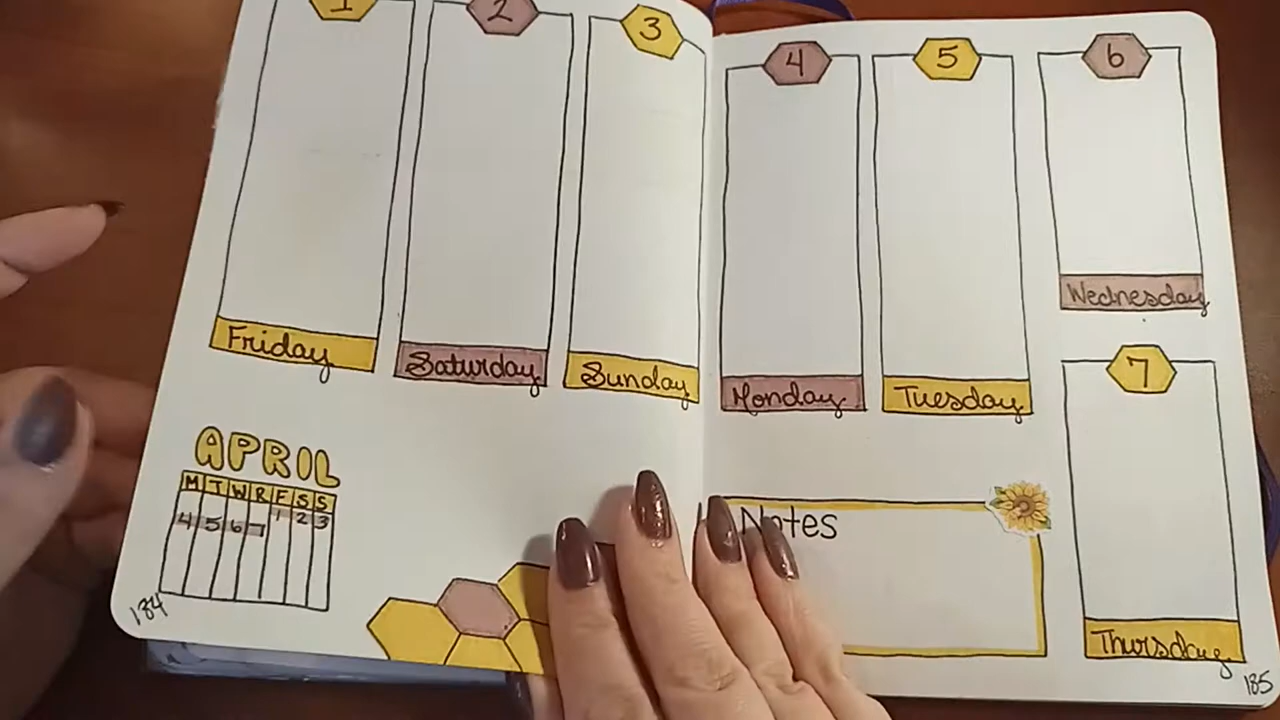 1
2
3
Friday
Saturday
Sunday
APRIL
M T W R F S S
1 2 3
4 5 6 7
184
4
5
6
Monday
Tuesday
Wednesday
7
Thursday
Notes
185